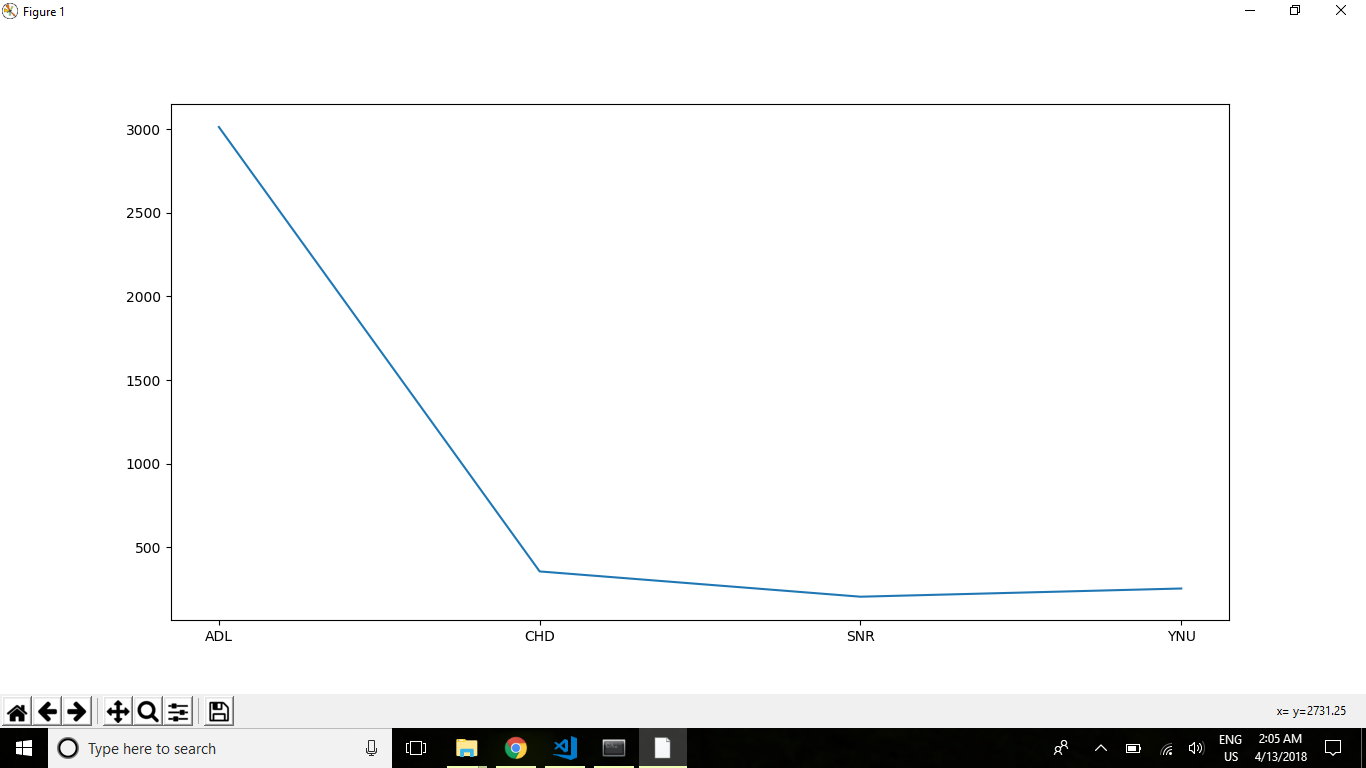 Figure 1
3000
2500
2000
1500
1000
500
ADL CHD SNR YNU
x= y=2731.25
Type here to search
ENG 2:05 AM
US 4/13/2018